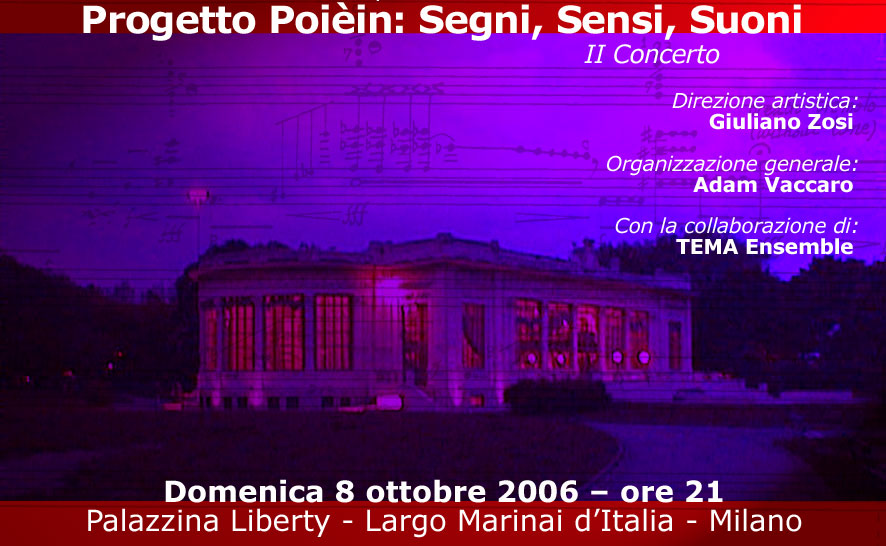 Progetto Poièin: Segni, Sensi, Suoni
II Concerto
Direzione artistica:
Giuliano Zosi
Organizzazione generale:
Adam Vaccaro
Con la collaborazione di:
TEMA Ensemble
Domenica 8 ottobre 2006 – ore 21
Palazzina Liberty - Largo Marinai d’Italia - Milano